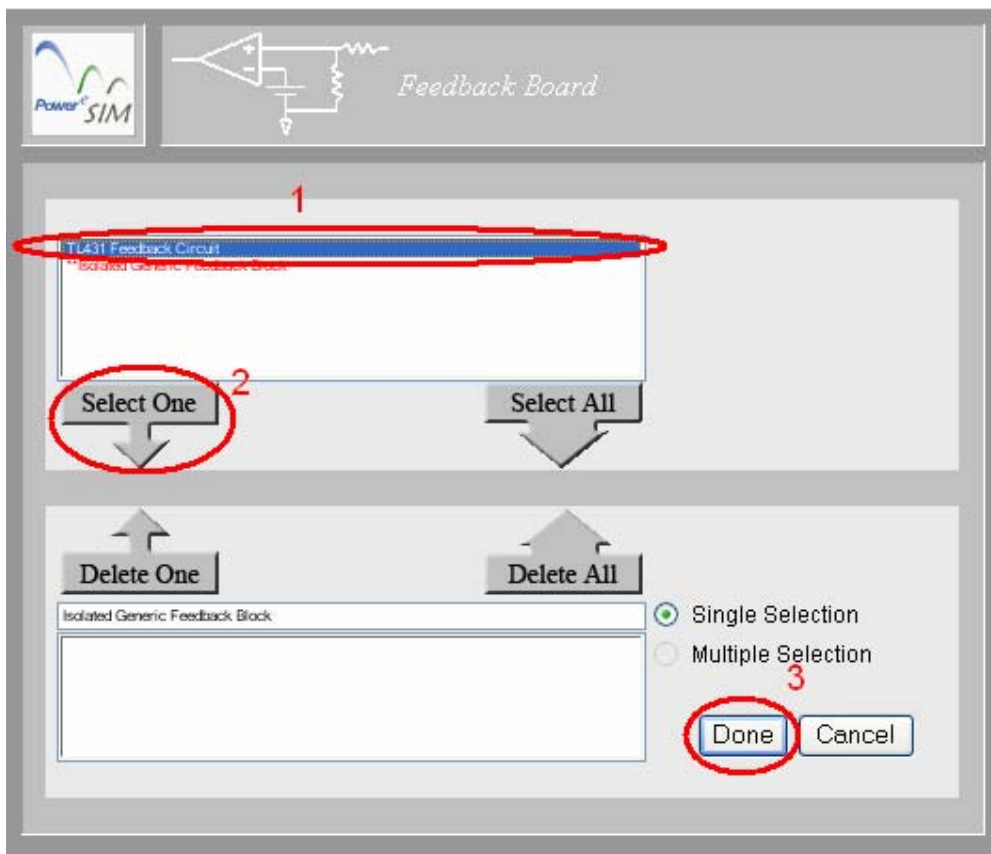 Power e SIM
Feedback Board
1
TL431 Feedback Circuit
**Isolated Generic Feedback Block
2
Select One
Select All
Delete One
Delete All
Isolated Generic Feedback Block
Single Selection
Multiple Selection
3
Done
Cancel